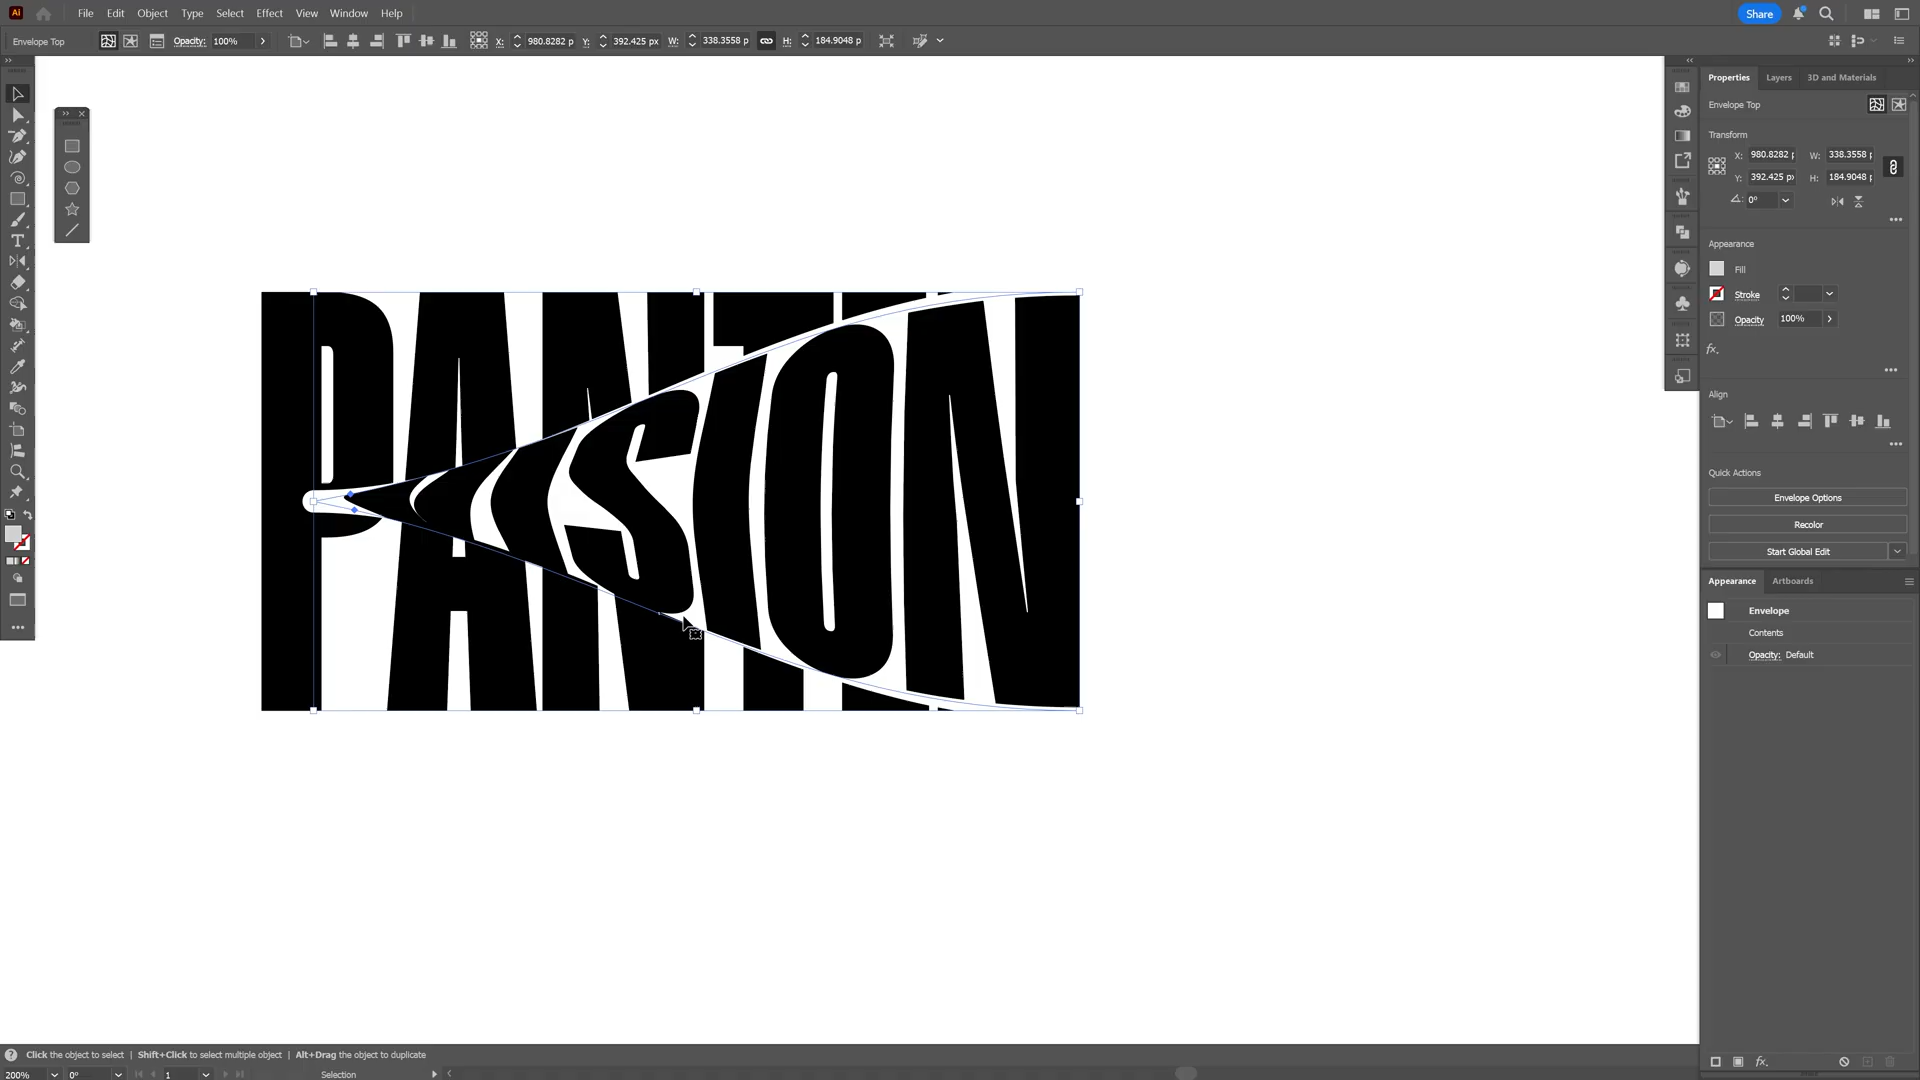 Ai File Edit Object Type Select Effect View Window Help Share
Envelope Top Opacity: 100% X: 980.8282 p Y: 392.425 px W: 338.3558 p H: 184.9048 p
Properties Layers 3D and Materials
Envelope Top
Transform
X: 980.8282 W: 338.3558
Y: 392.425 px H: 184.9048
0°
Appearance
Fill
Stroke
Opacity 100%
fx.
Align
Quick Actions
Envelope Options
Recolor
Start Global Edit
Appearance Artboards
Envelope
Contents
Opacity: Default
fx.
SION
Click the object to select Shift+Click to select multiple object Alt+Drag the object to duplicate
200% 0° 1 Selection